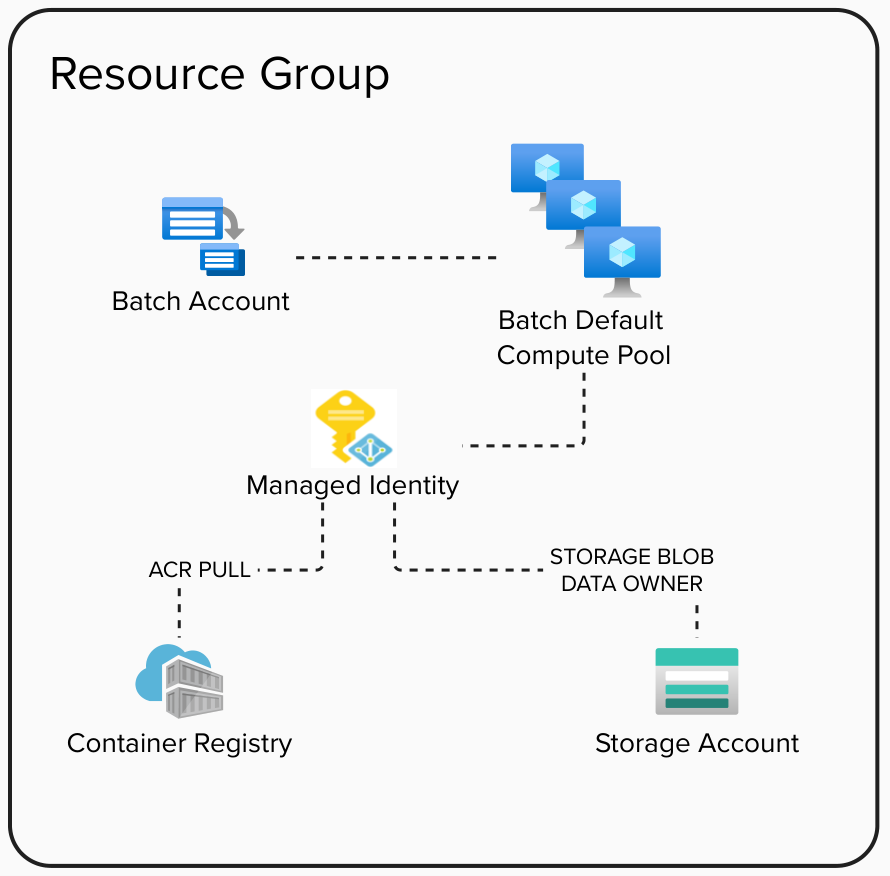 Resource Group
Batch Account
Batch Default
Compute Pool
Managed Identity
ACR PULL
STORAGE BLOB
DATA OWNER
Container Registry
Storage Account